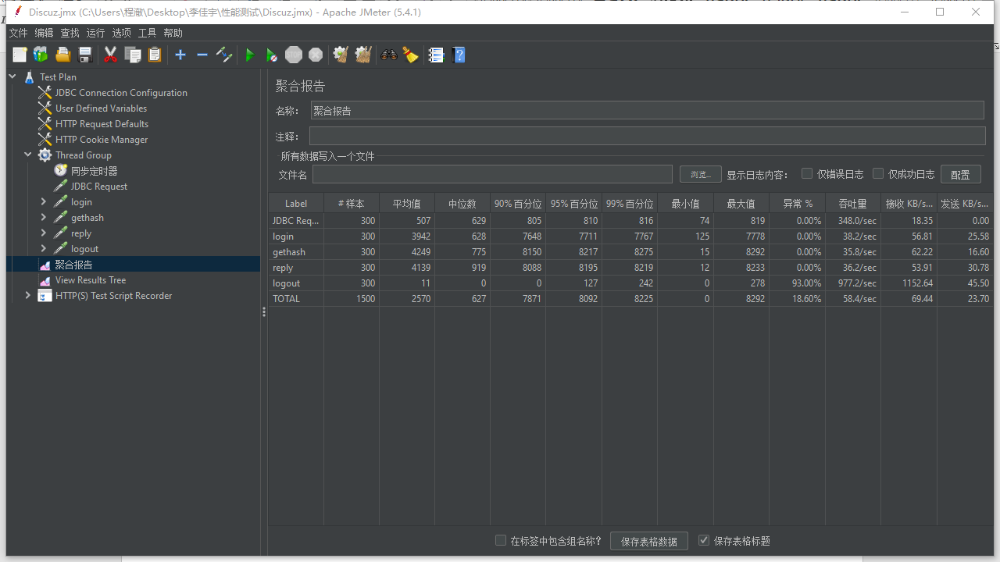 Discuz.jmx (C:\Users\程澈\Desktop\李佳宇\性能测试\Discuz.jmx) - Apache JMeter (5.4.1)
文件 编辑 查找 运行 选项 工具 帮助
Test Plan
JDBC Connection Configuration
User Defined Variables
HTTP Request Defaults
HTTP Cookie Manager
Thread Group
同步定时器
JDBC Request
login
gethash
reply
logout
聚合报告
View Results Tree
HTTP(S) Test Script Recorder
聚合报告
名称： 聚合报告
注释：
所有数据写入一个文件
文件名 浏览... 显示日志内容： 仅错误日志 仅成功日志 配置
Label # 样本 平均值 中位数 90% 百分位 95% 百分位 99% 百分位 最小值 最大值 异常 % 吞吐量 接收 KB/s... 发送 KB/s...
JDBC Req... 300 507 629 805 810 816 74 819 0.00% 348.0/sec 18.35 0.00
login 300 3942 628 7648 7711 7767 125 7778 0.00% 38.2/sec 56.81 25.58
gethash 300 4249 775 8150 8217 8275 15 8292 0.00% 35.8/sec 62.22 16.60
reply 300 4139 919 8088 8195 8219 12 8233 0.00% 36.2/sec 53.91 30.78
logout 300 11 0 0 127 242 0 278 93.00% 977.2/sec 1152.64 45.50
TOTAL 1500 2570 627 7871 8092 8225 0 8292 18.60% 58.4/sec 69.44 23.70
在标签中包含组名称？ 保存表格数据 保存表格标题